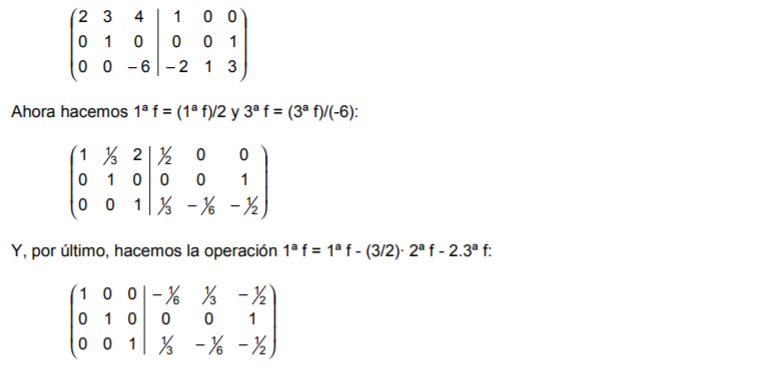 2 3 4 | 1 0 0
0 1 0 | 0 0 1
0 0 −6 | −2 1 3
Ahora hacemos 1ª f = (1ª f)/2 y 3ª f = (3ª f)/(-6):
1 1/3 2 | 1/2 0 0
0 1 0 | 0 0 1
0 0 1 | 1/3 −1/6 −1/2
Y, por último, hacemos la operación 1ª f = 1ª f - (3/2)· 2ª f - 2.3ª f:
1 0 0 | −1/6 1/3 −1/2
0 1 0 | 0 0 1
0 0 1 | 1/3 −1/6 −1/2